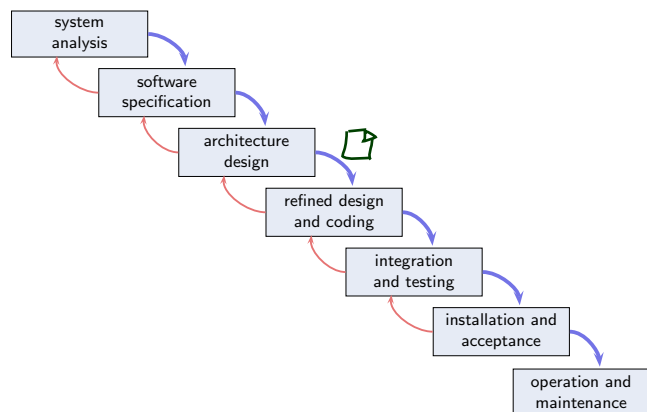 system
analysis
software
specification
architecture
design
refined design
and coding
integration
and testing
installation and
acceptance
operation and
maintenance